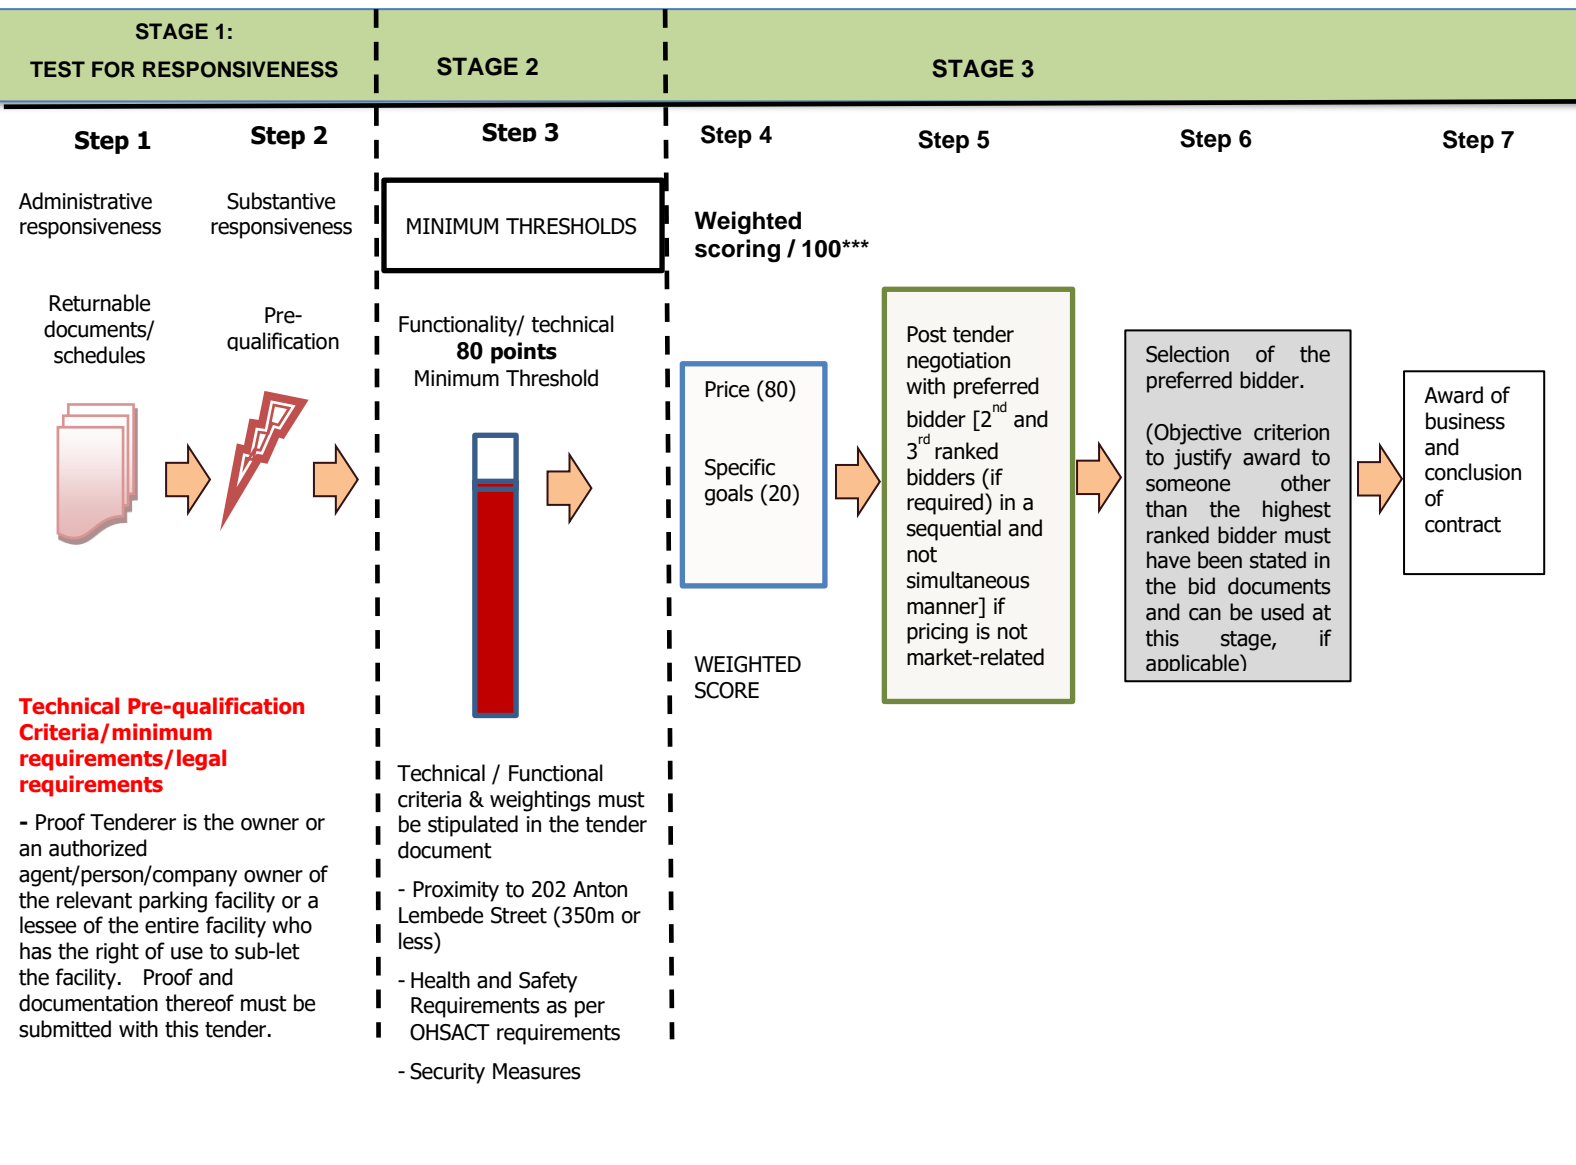 STAGE 1:
TEST FOR RESPONSIVENESS
STAGE 2
STAGE 3
Step 1
Step 2
Step 3
Step 4
Step 5
Step 6
Step 7
Administrative
responsiveness
Substantive
responsiveness
MINIMUM THRESHOLDS
Weighted
scoring / 100***
Returnable
documents/
schedules
Pre-
qualification
Functionality/ technical
80 points
Minimum Threshold
Price (80)
Specific
goals (20)
WEIGHTED
SCORE
Post tender
negotiation
with preferred
bidder [2nd and
3rd ranked
bidders (if
required) in a
sequential and
not
simultaneous
manner] if
pricing is not
market-related
Selection of the
preferred bidder.
(Objective criterion
to justify award to
someone other
than the highest
ranked bidder must
have been stated in
the bid documents
and can be used at
this stage, if
applicable)
Award of
business
and
conclusion
of
contract
Technical Pre-qualification
Criteria/minimum
requirements/legal
requirements
- Proof Tenderer is the owner or
an authorized
agent/person/company owner of
the relevant parking facility or a
lessee of the entire facility who
has the right of use to sub-let
the facility. Proof and
documentation thereof must be
submitted with this tender.
Technical / Functional
criteria & weightings must
be stipulated in the tender
document
- Proximity to 202 Anton
Lembede Street (350m or
less)
- Health and Safety
Requirements as per
OHSACT requirements
- Security Measures